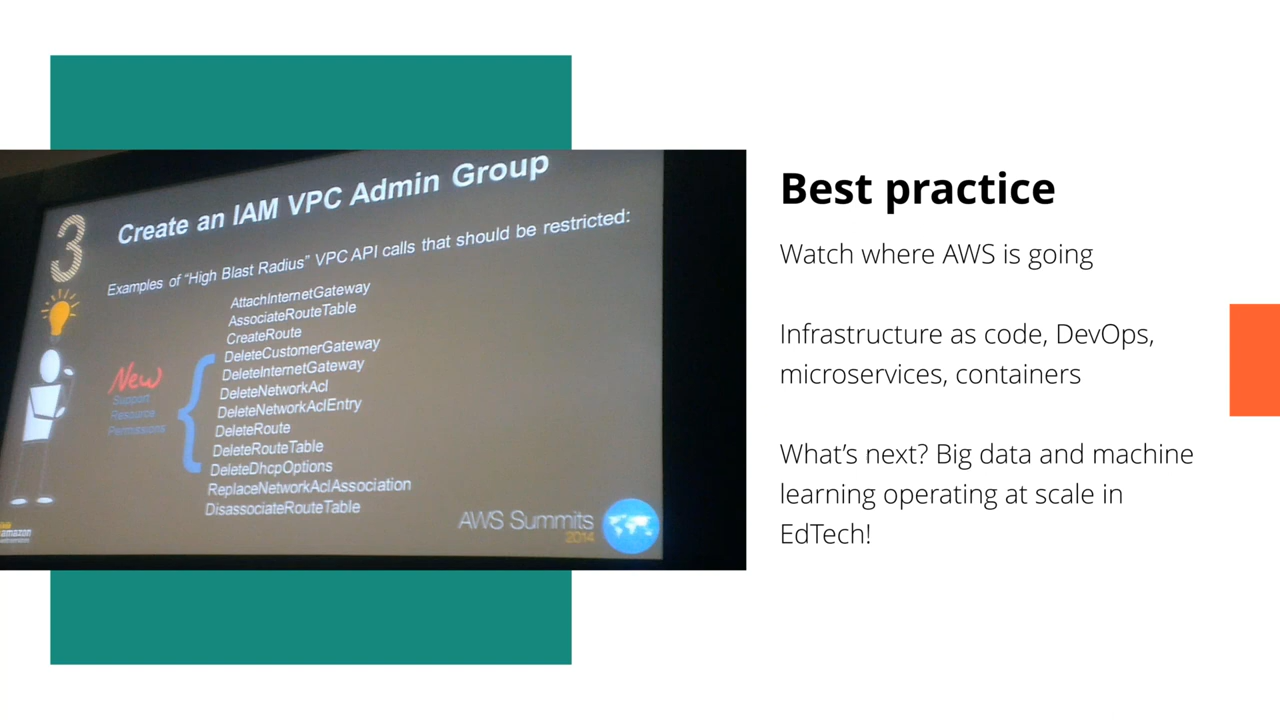 3
Create an IAM VPC Admin Group
Examples of “High Blast Radius” VPC API calls that should be restricted:
AttachInternetGateway
AssociateRouteTable
CreateRoute
DeleteCustomerGateway
DeleteInternetGateway
DeleteNetworkAcl
DeleteNetworkAclEntry
DeleteRoute
DeleteRouteTable
DeleteDhcpOptions
ReplaceNetworkAclAssociation
DisassociateRouteTable
New
Support
Resource
Permissions
{
amazon
AWS Summits
2014
Best practice
Watch where AWS is going
Infrastructure as code, DevOps,
microservices, containers
What’s next? Big data and machine
learning operating at scale in
EdTech!